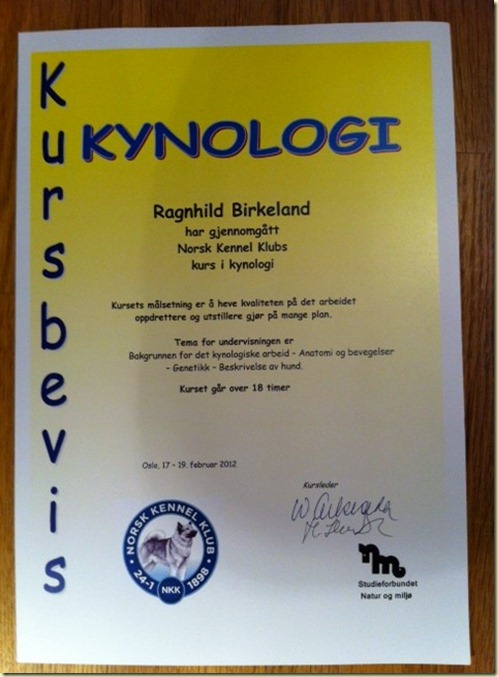 Kursbevis
KYNOLOGI
Ragnhild Birkeland
har gjennomgått
Norsk Kennel Klubs
kurs i kynologi
Kursets målsetning er å heve kvaliteten på det arbeidet
oppdrettere og utstillere gjør på mange plan.
Tema for undervisningen er
Bakgrunnen for det kynologiske arbeid - Anatomi og bevegelser
- Genetikk - Beskrivelse av hund.
Kurset går over 18 timer
Oslo, 17 - 19. februar 2012
Kursleder
NORSK KENNEL KLUB
24-1 NKK 1898
nm
Studieforbundet
Natur og miljø